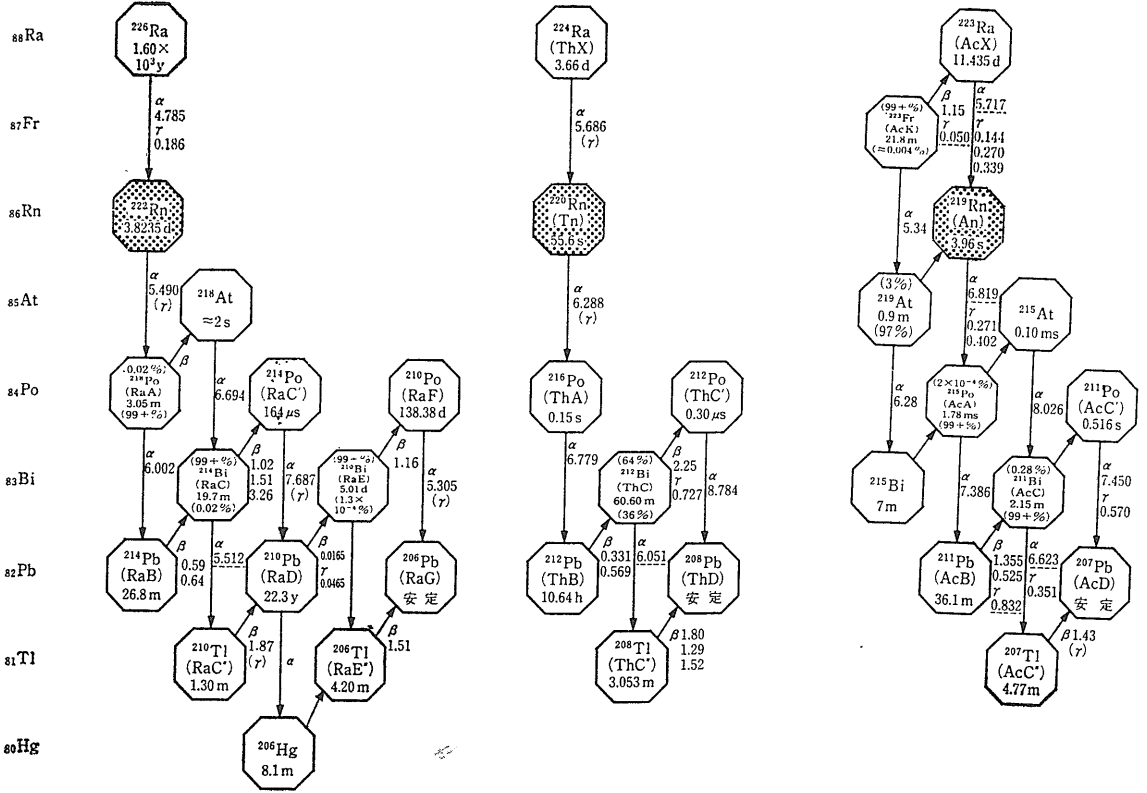 ₈₈Ra
₈₇Fr
₈₆Rn
₈₅At
₈₄Po
₈₃Bi
₈₂Pb
₈₁Tl
₈₀Hg
²²⁶Ra
1.60×
10³y
α
4.785
γ
0.186
²²²Rn
3.8235 d
α
5.490
(γ)
²¹⁸At
≈2 s
β
(0.02%)
²¹⁸Po
(RaA)
3.05 m
(99+%)
α
6.694
α
6.002
²¹⁴Po
(RaC′)
164 μs
(99+%)
²¹⁴Bi
(RaC)
19.7 m
(0.02%)
β
1.02
1.51
3.26
α
7.687
(γ)
²¹⁰Po
(RaF)
138.38 d
(99+%)
²¹⁰Bi
(RaE)
5.01 d
(1.3×
10⁻⁴%)
β
1.16
α
5.305
(γ)
²¹⁴Pb
(RaB)
26.8 m
β
0.59
0.64
α
5.512
²¹⁰Pb
(RaD)
22.3 y
β
0.0165
γ
0.0465
²⁰⁶Pb
(RaG)
安 定
²¹⁰Tl
(RaC″)
1.30 m
β
1.87
(γ)
α
²⁰⁶Tl
(RaE″)
4.20 m
β
1.51
²⁰⁶Hg
8.1 m
²²⁴Ra
(ThX)
3.66 d
α
5.686
(γ)
²²⁰Rn
(Tn)
55.6 s
α
6.288
(γ)
²¹⁶Po
(ThA)
0.15 s
α
6.779
²¹²Po
(ThC′)
0.30 μs
(64%)
²¹²Bi
(ThC)
60.60 m
(36%)
β
2.25
γ
0.727
α
8.784
²¹²Pb
(ThB)
10.64 h
β
0.331
0.569
α
6.051
²⁰⁸Pb
(ThD)
安 定
²⁰⁸Tl
(ThC″)
3.053 m
β 1.80
1.29
1.52
²²³Ra
(AcX)
11.435 d
(99+%)
²²³Fr
(AcK)
21.8 m
(≈0.004%)
β
1.15
γ
0.050
α
5.717
γ
0.144
0.270
0.339
α
5.34
²¹⁹Rn
(An)
3.96 s
(3%)
²¹⁹At
0.9 m
(97%)
α
6.819
γ
0.271
0.402
²¹⁵At
0.10 ms
α
6.28
(2×10⁻⁴%)
²¹⁵Po
(AcA)
1.78 ms
(99+%)
α
8.026
²¹¹Po
(AcC′)
0.516 s
²¹⁵Bi
7 m
α
7.386
(0.28%)
²¹¹Bi
(AcC)
2.15 m
(99+%)
α
7.450
γ
0.570
²¹¹Pb
(AcB)
36.1 m
β
1.355
0.525
γ
0.832
α
6.623
γ
0.351
²⁰⁷Pb
(AcD)
安 定
²⁰⁷Tl
(AcC″)
4.77 m
β 1.43
(γ)